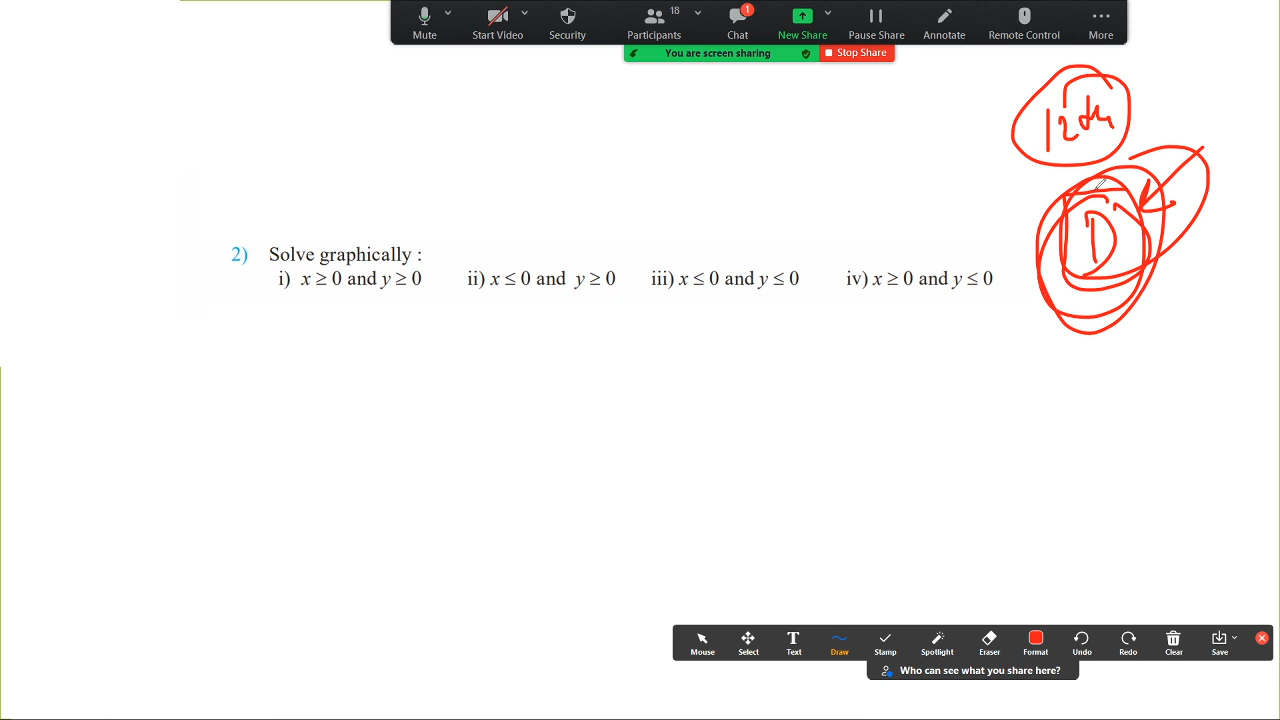 18
1
Mute Start Video Security Participants Chat New Share Pause Share Annotate Remote Control More
You are screen sharing Stop Share
12th
D
2) Solve graphically :
i) x ≥ 0 and y ≥ 0 ii) x ≤ 0 and y ≥ 0 iii) x ≤ 0 and y ≤ 0 iv) x ≥ 0 and y ≤ 0
Mouse Select Text Draw Stamp Spotlight Eraser Format Undo Redo Clear Save
Who can see what you share here?